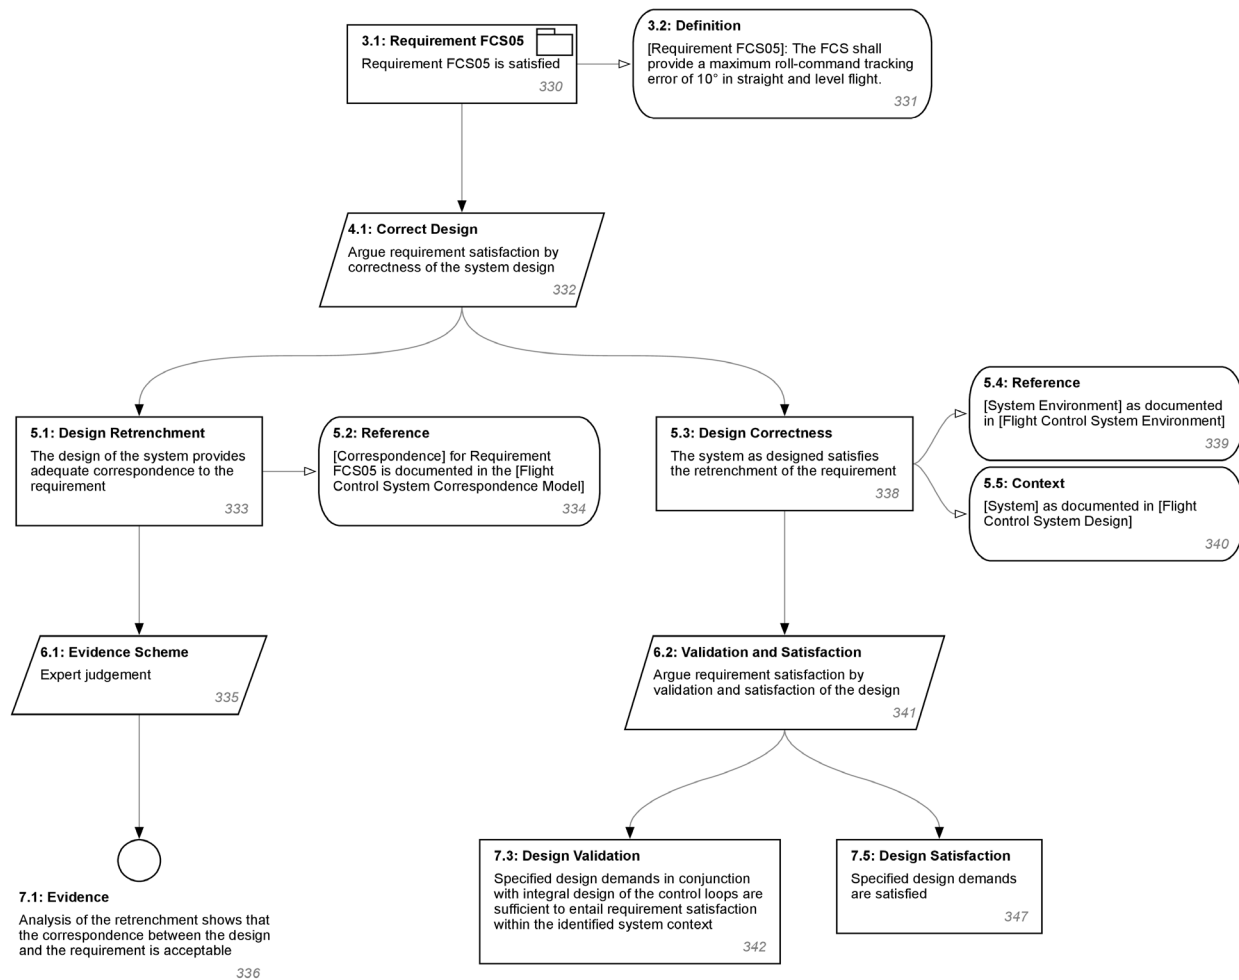 3.1: Requirement FCS05
Requirement FCS05 is satisfied
330
3.2: Definition
[Requirement FCS05]: The FCS shall
provide a maximum roll-command tracking
error of 10° in straight and level flight.
331
4.1: Correct Design
Argue requirement satisfaction by
correctness of the system design
332
5.1: Design Retrenchment
The design of the system provides
adequate correspondence to the
requirement
333
5.2: Reference
[Correspondence] for Requirement
FCS05 is documented in the [Flight
Control System Correspondence Model]
334
5.3: Design Correctness
The system as designed satisfies
the retrenchment of the requirement
338
5.4: Reference
[System Environment] as documented
in [Flight Control System Environment]
339
5.5: Context
[System] as documented in [Flight
Control System Design]
340
6.1: Evidence Scheme
Expert judgement
335
6.2: Validation and Satisfaction
Argue requirement satisfaction by
validation and satisfaction of the design
341
7.1: Evidence
Analysis of the retrenchment shows that
the correspondence between the design
and the requirement is acceptable
336
7.3: Design Validation
Specified design demands in conjunction
with integral design of the control loops are
sufficient to entail requirement satisfaction
within the identified system context
342
7.5: Design Satisfaction
Specified design demands
are satisfied
347